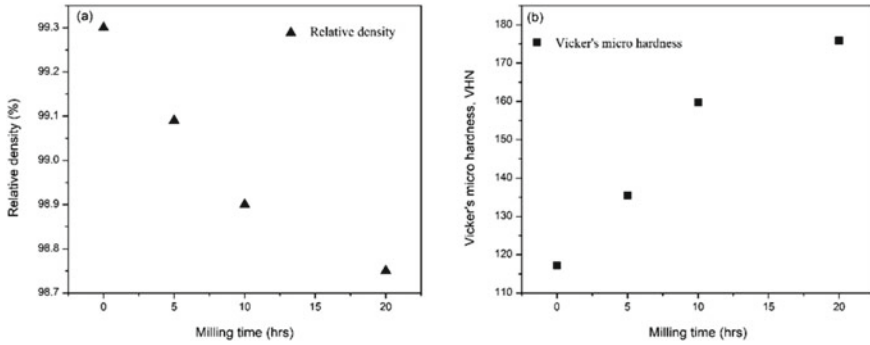 (a)
Relative density
99.3
99.2
99.1
99.0
98.9
98.8
98.7
Relative density (%)
0 5 10 15 20
Milling time (hrs)
(b)
Vicker's micro hardness
180
170
160
150
140
130
120
110
Vicker's micro hardness, VHN
0 5 10 15 20
Milling time (hrs)